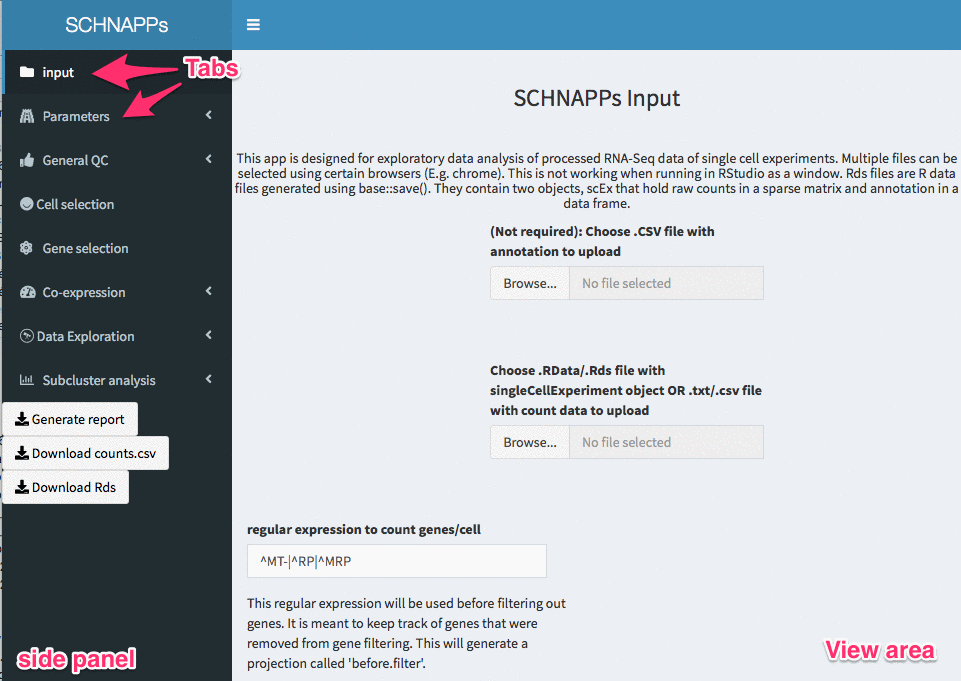 SCHNAPPs
input
Tabs
Parameters
General QC
Cell selection
Gene selection
Co-expression
Data Exploration
Subcluster analysis
Generate report
Download counts.csv
Download Rds
side panel
SCHNAPPs Input
This app is designed for exploratory data analysis of processed RNA-Seq data of single cell experiments. Multiple files can be
selected using certain browsers (E.g. chrome). This is not working when running in RStudio as a window. Rds files are R data
files generated using base::save(). They contain two objects, scEx that hold raw counts in a sparse matrix and annotation in a
data frame.
(Not required): Choose .CSV file with
annotation to upload
Browse... No file selected
Choose .RData/.Rds file with
singleCellExperiment object OR .txt/.csv file
with count data to upload
Browse... No file selected
regular expression to count genes/cell
^MT-|^RP|^MRP
This regular expression will be used before filtering out
genes. It is meant to keep track of genes that were
removed from gene filtering. This will generate a
projection called 'before.filter'.
View area